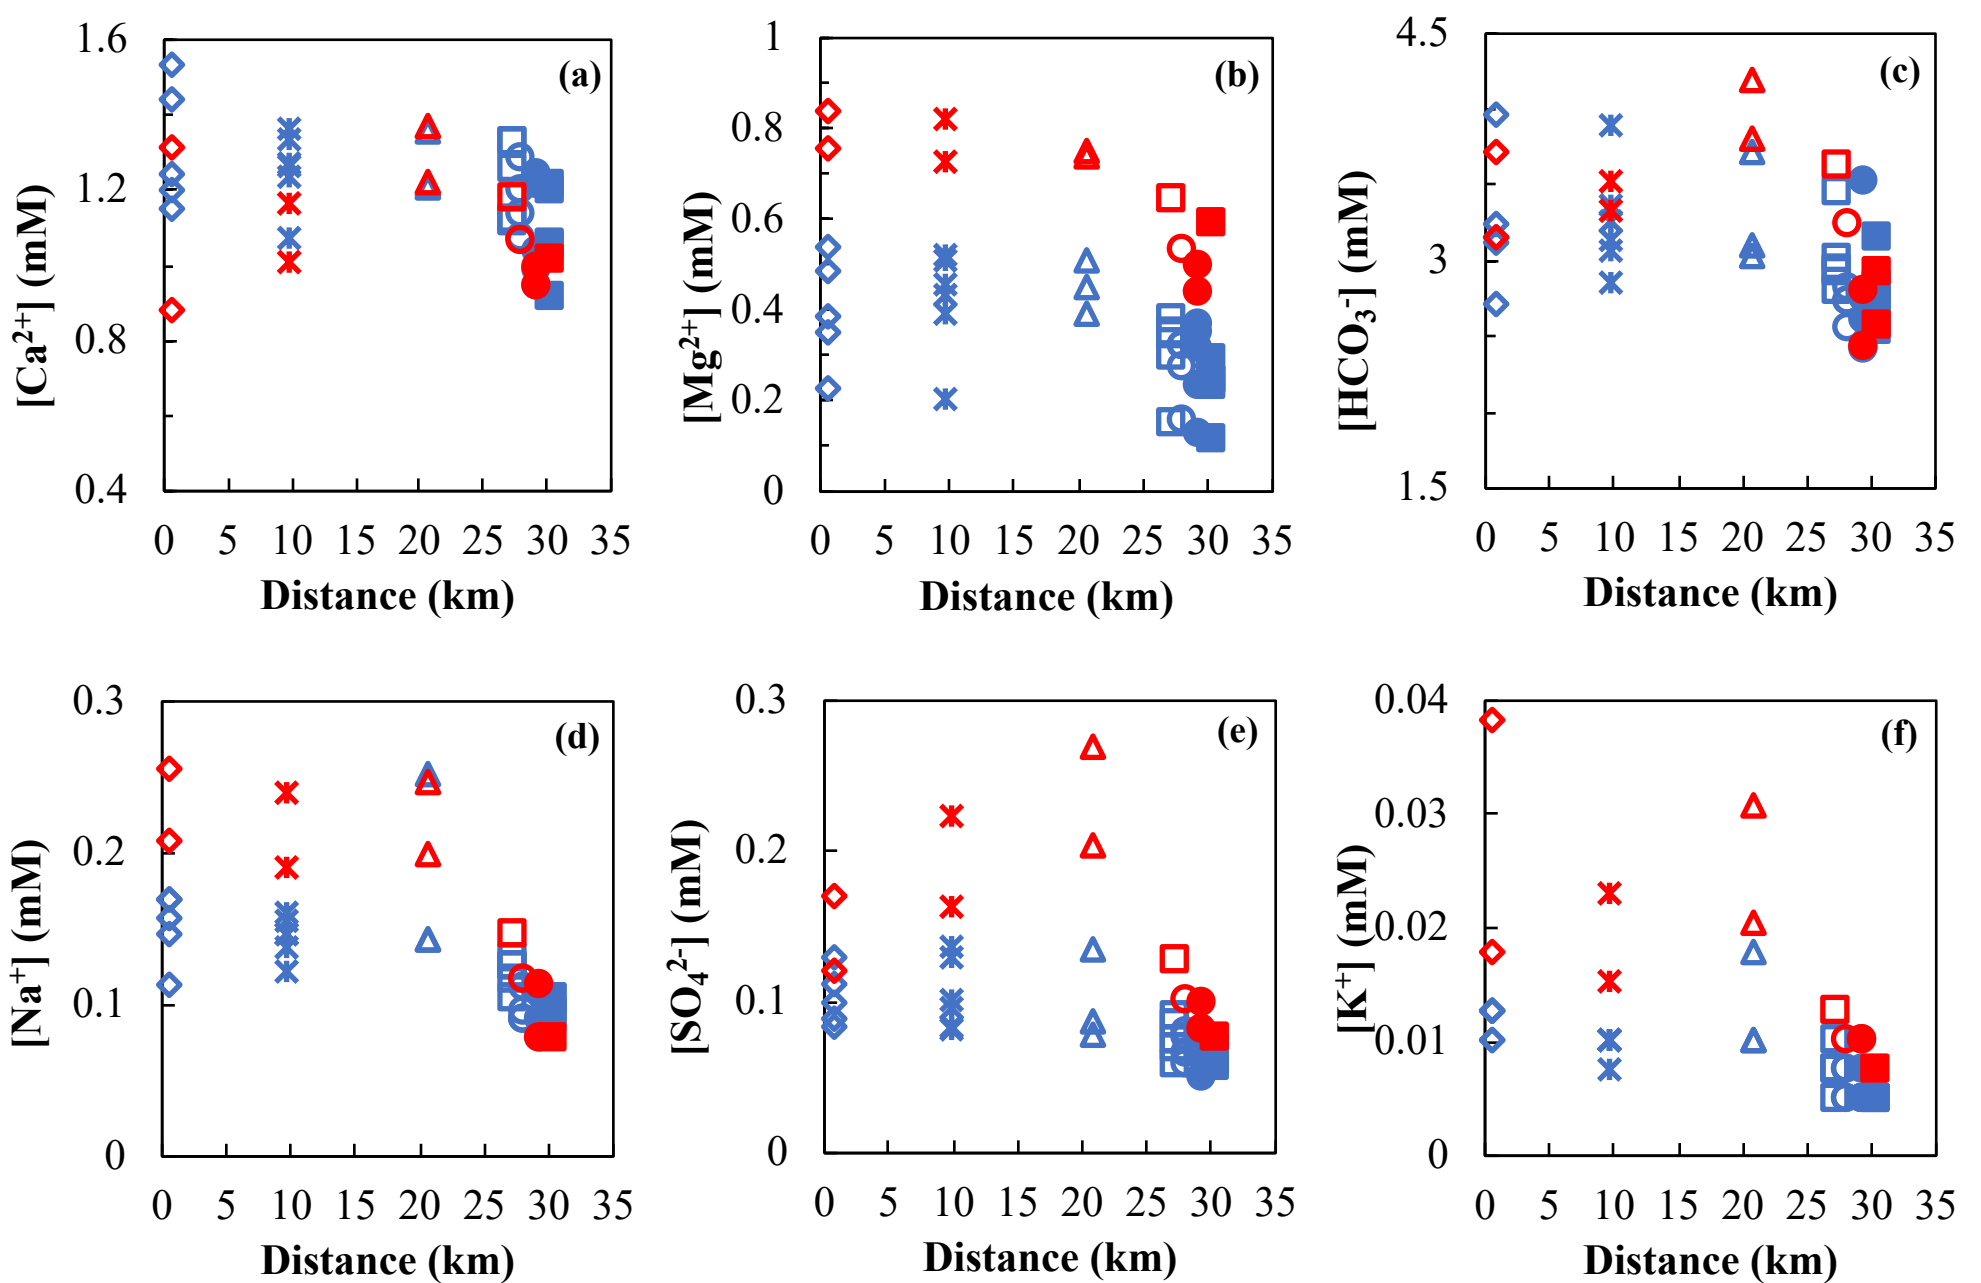 1.6
1.2
0.8
0.4
(a)
[Ca²⁺] (mM)
0 5 10 15 20 25 30 35
Distance (km)
1
0.8
0.6
0.4
0.2
0
(b)
[Mg²⁺] (mM)
0 5 10 15 20 25 30 35
Distance (km)
4.5
3
1.5
(c)
[HCO₃⁻] (mM)
0 5 10 15 20 25 30 35
Distance (km)
0.3
0.2
0.1
0
(d)
[Na⁺] (mM)
0 5 10 15 20 25 30 35
Distance (km)
0.3
0.2
0.1
0
(e)
[SO₄²⁻] (mM)
0 5 10 15 20 25 30 35
Distance (km)
0.04
0.03
0.02
0.01
0
(f)
[K⁺] (mM)
0 5 10 15 20 25 30 35
Distance (km)